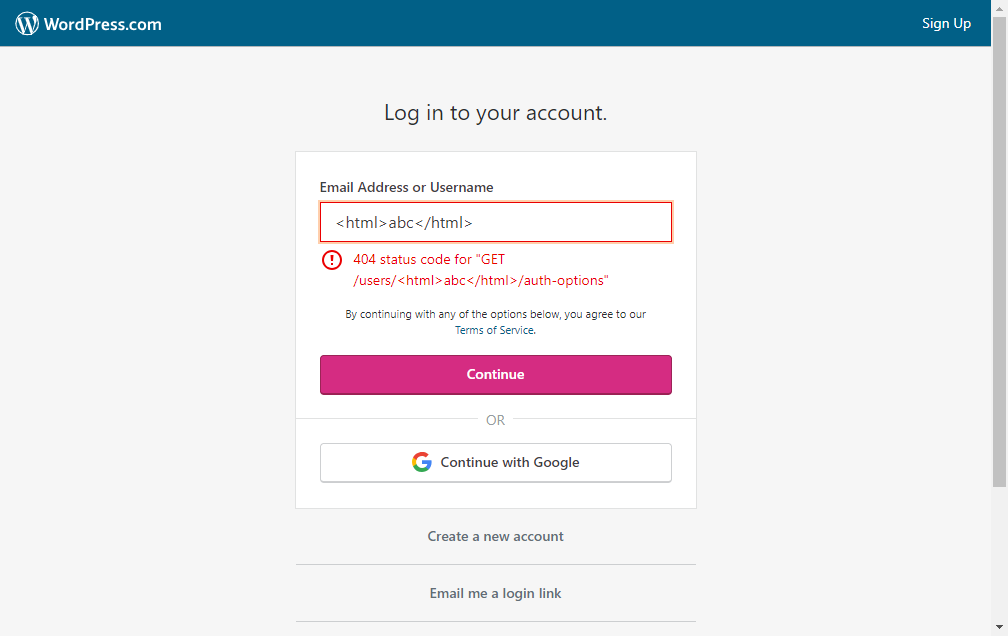 WordPress.com
Sign Up
Log in to your account.
Email Address or Username
<html>abc</html>
404 status code for "GET
/users/<html>abc</html>/auth-options"
By continuing with any of the options below, you agree to our
Terms of Service.
Continue
OR
Continue with Google
Create a new account
Email me a login link